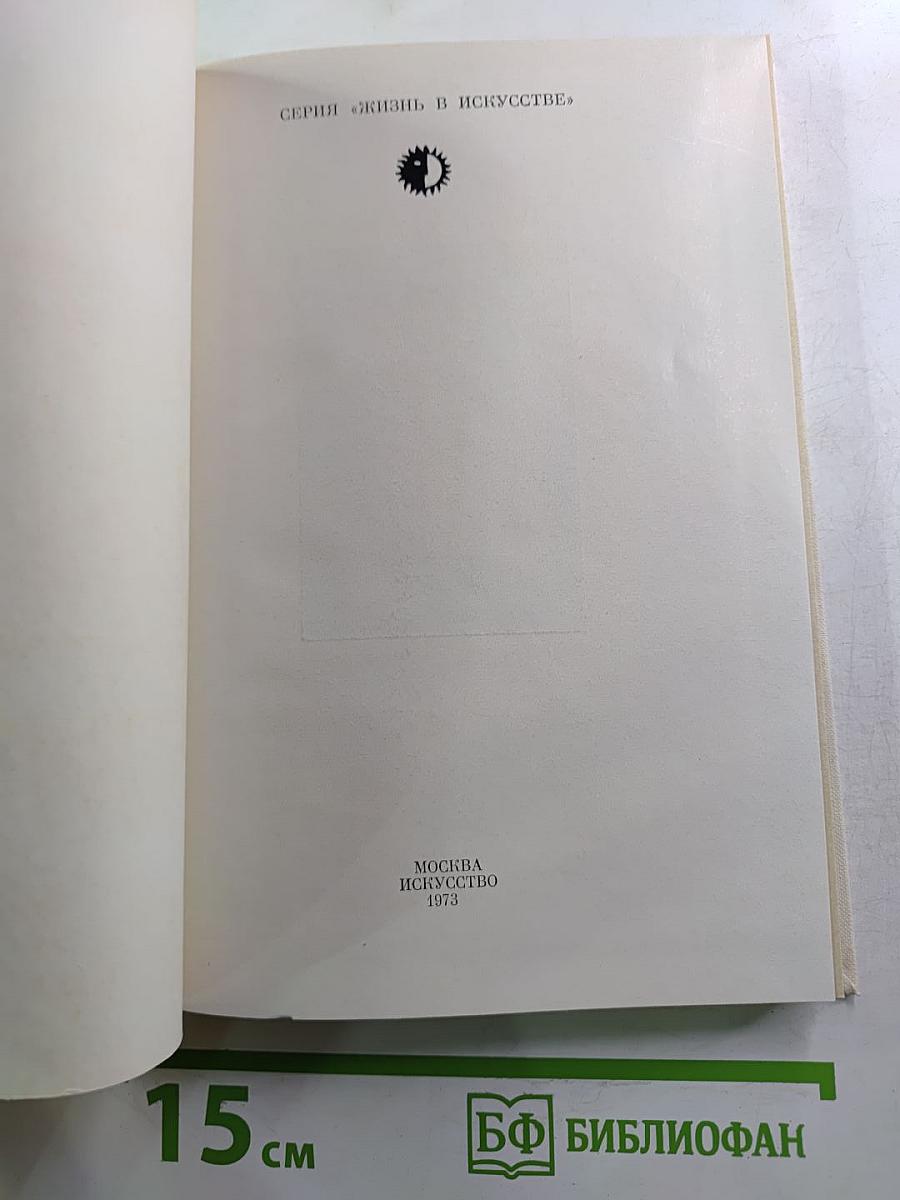 СЕРИЯ «ЖИЗНЬ В ИСКУССТВЕ»
МОСКВА
ИСКУССТВО
1973
15 см
БФ БИБЛИОФАН